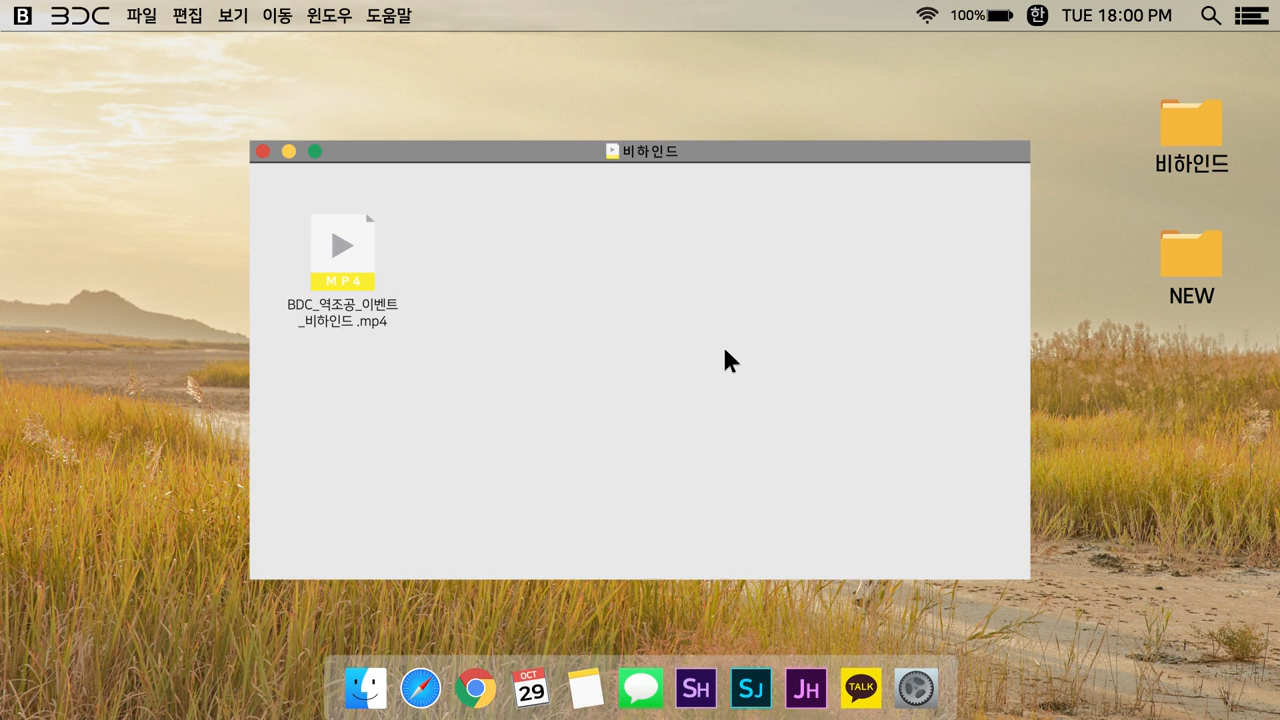 B BDC 파일 편집 보기 이동 윈도우 도움말 100% 한 TUE 18:00 PM
비하인드
비하인드
MP4
BDC_역조공_이벤트
_비하인드 .mp4
NEW
OCT
29
SH
SJ
JH
TALK